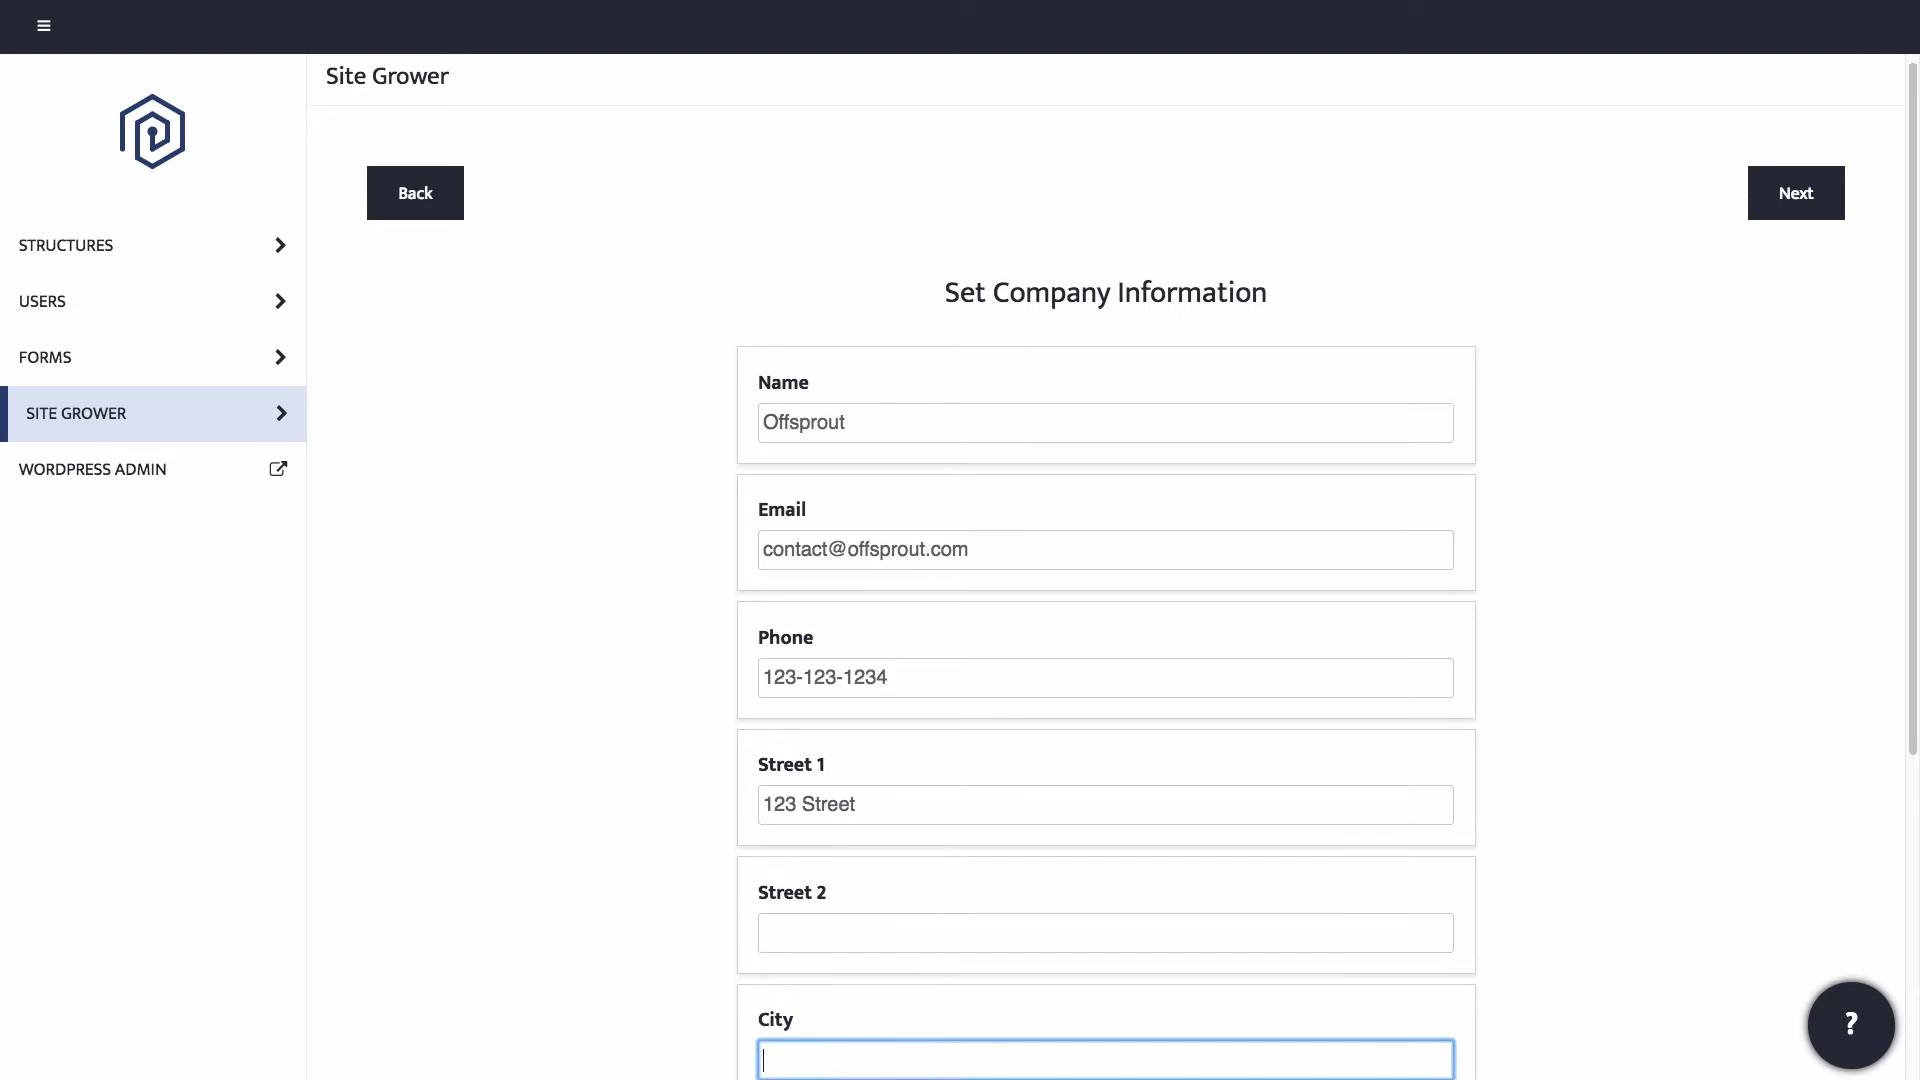 Site Grower
Back
Next
STRUCTURES
USERS
FORMS
SITE GROWER
WORDPRESS ADMIN
Set Company Information
Name
Offsprout
Email
contact@offsprout.com
Phone
123-123-1234
Street 1
123 Street
Street 2
City
?